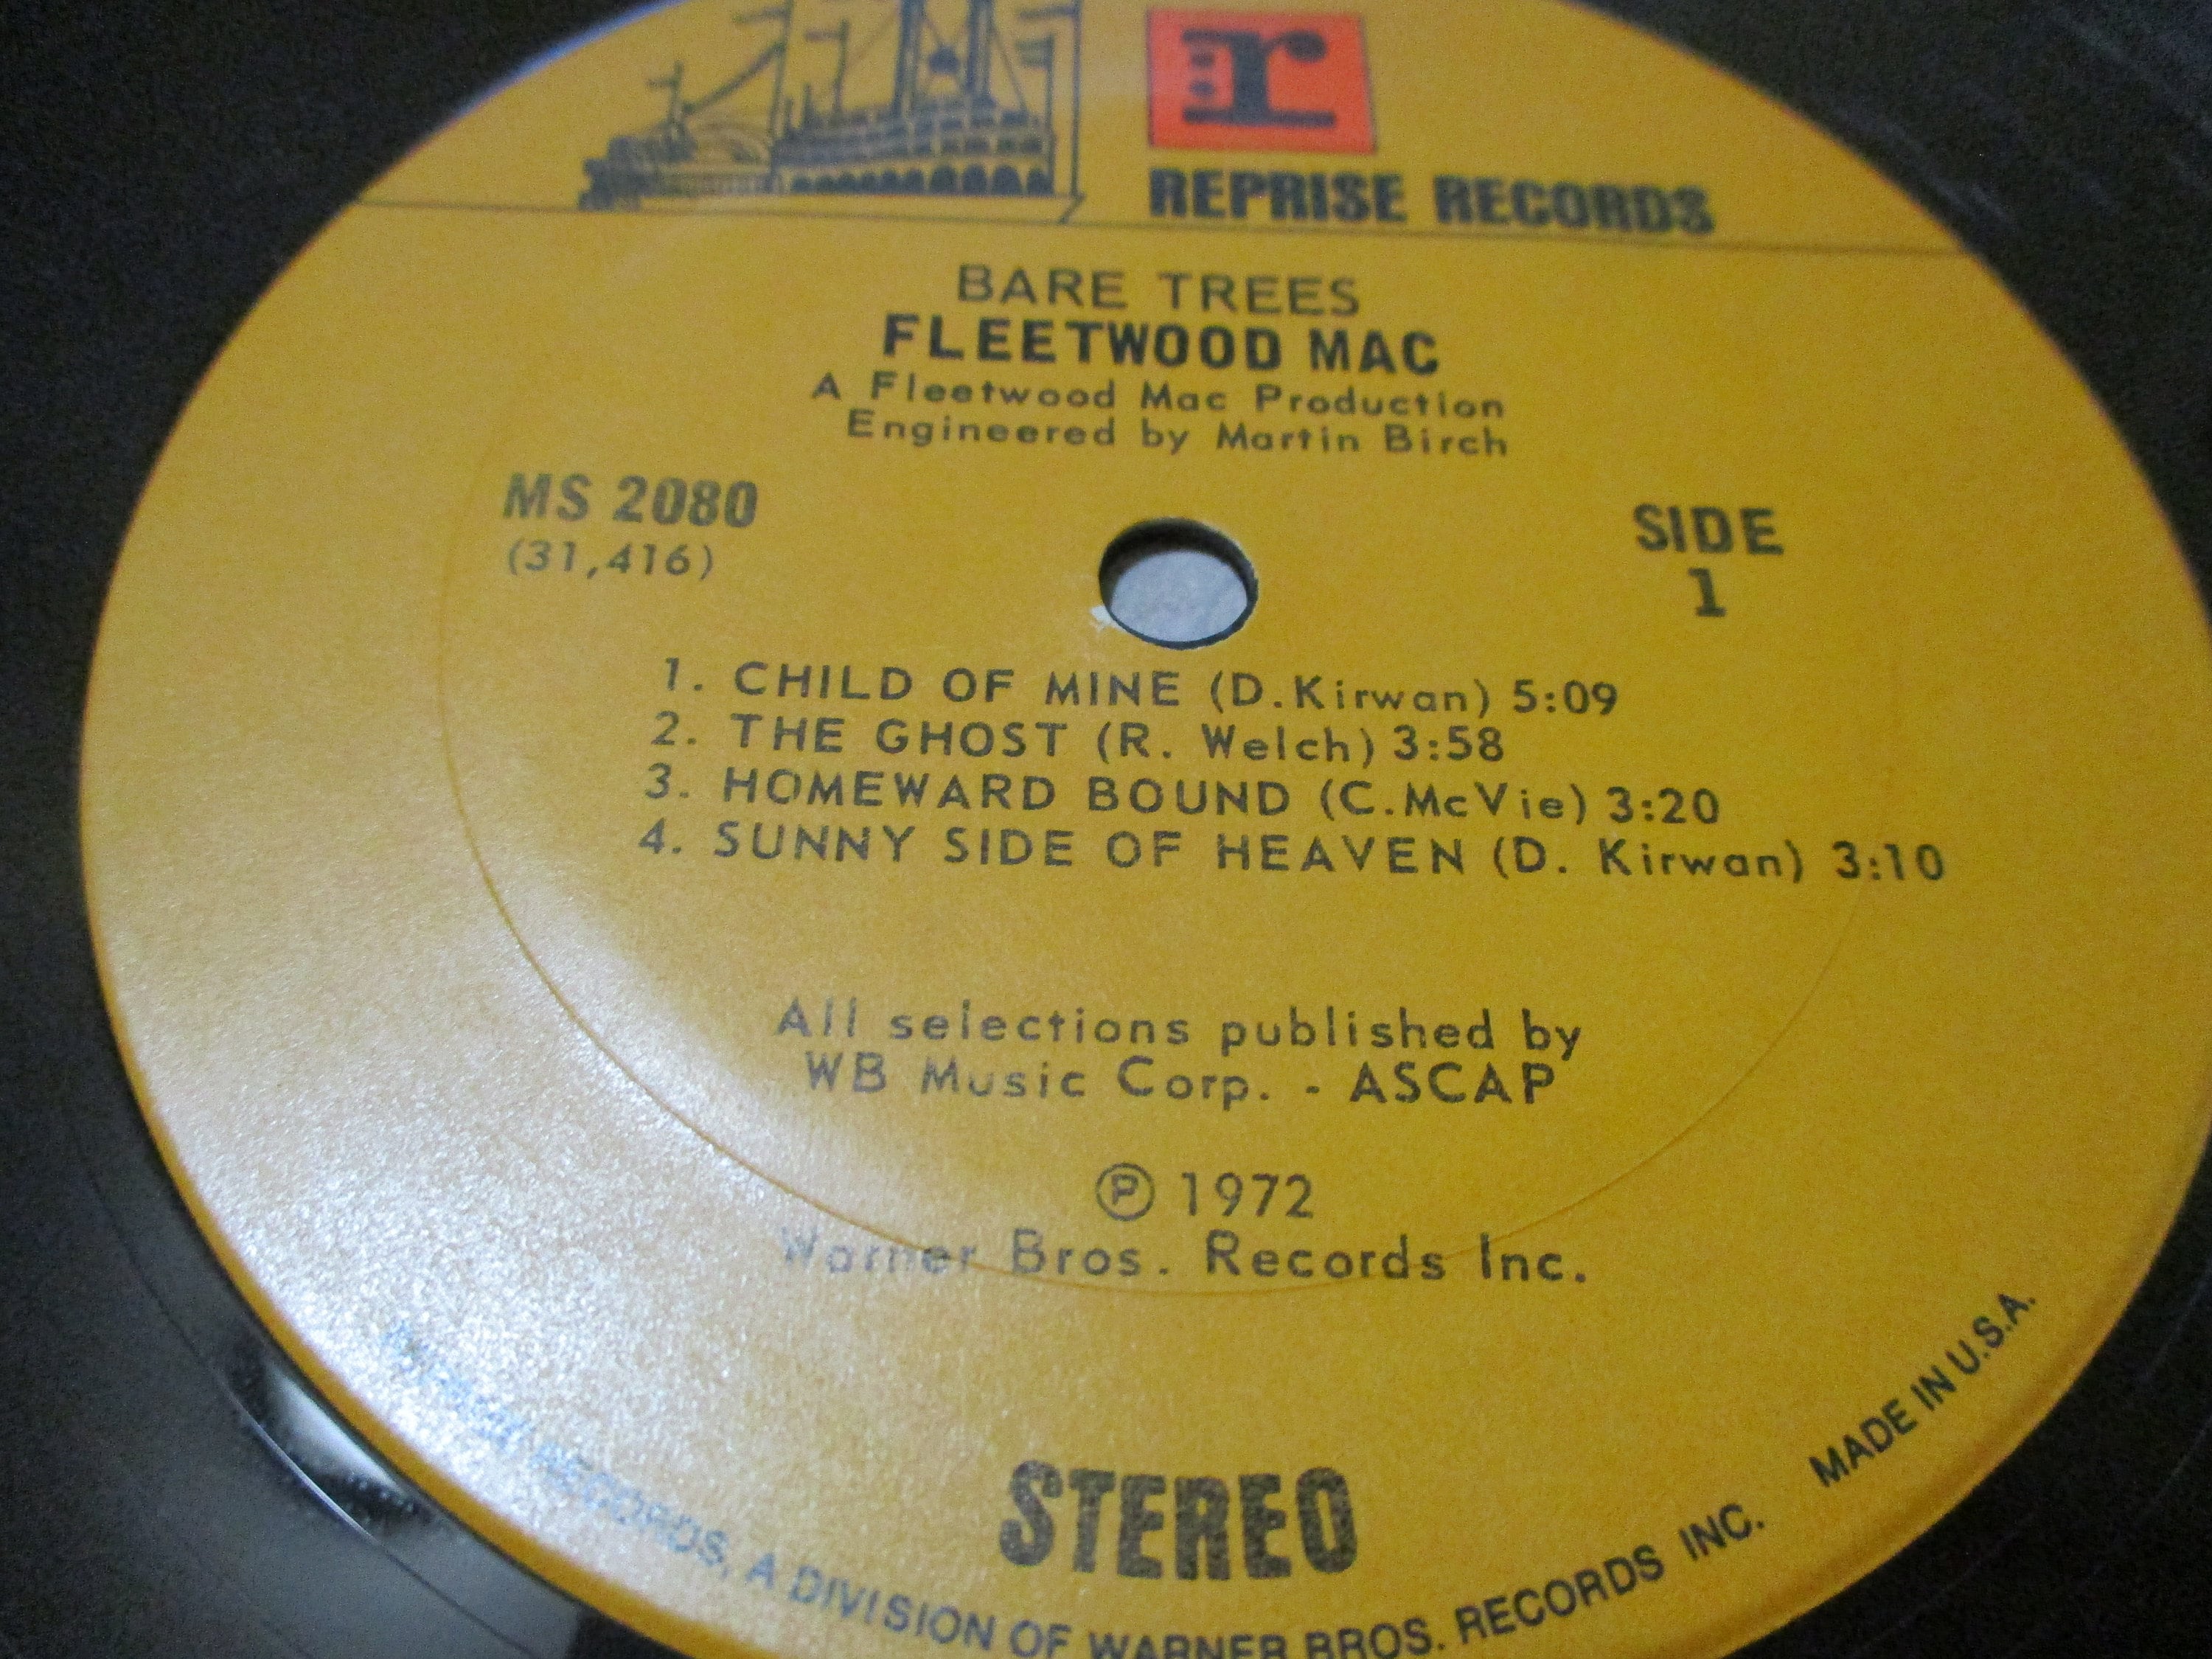 r
REPRISE RECORDS
BARE TREES
FLEETWOOD MAC
A Fleetwood Mac Production
Engineered by Martin Birch
MS 2080
(31,416)
SIDE
1
1. CHILD OF MINE (D.Kirwan) 5:09
2. THE GHOST (R. Welch) 3:58
3. HOMEWARD BOUND (C.McVie) 3:20
4. SUNNY SIDE OF HEAVEN (D. Kirwan) 3:10
All selections published by
WB Music Corp. - ASCAP
℗ 1972
Warner Bros. Records Inc.
STEREO
RECORDS, A DIVISION OF WARNER BROS. RECORDS INC. MADE IN U.S.A.